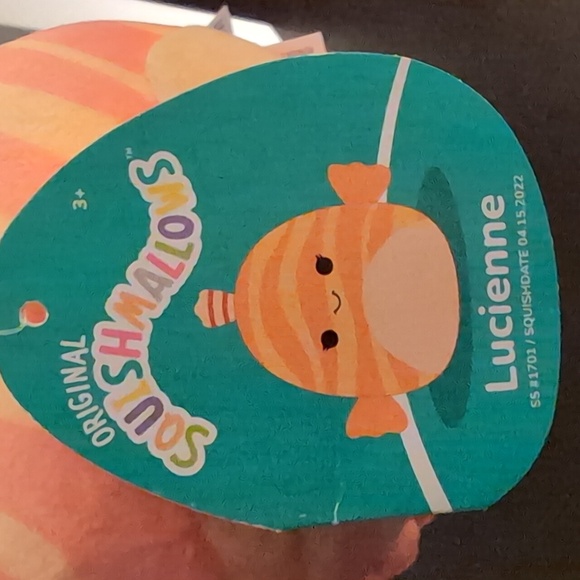 ORIGINAL
SQUISHMALLOWS™
3+
Lucienne
SS #1701 / SQUISHDATE 04.15.2022